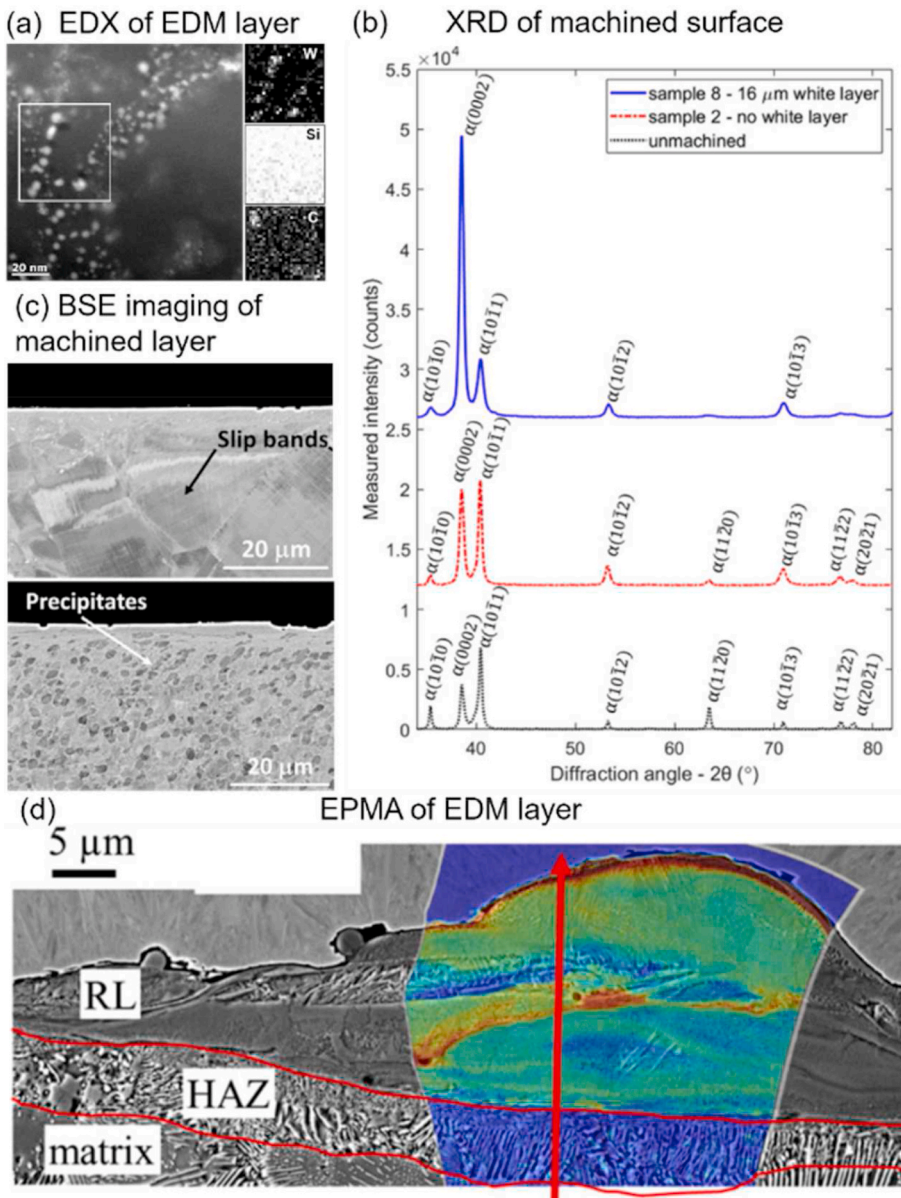 (a) EDX of EDM layer
W
Si
C
20 nm
(b) XRD of machined surface
×10⁴
5.5
5
4.5
4
3.5
3
2.5
2
1.5
1
0.5
0
Measured intensity (counts)
sample 8 - 16 μm white layer
sample 2 - no white layer
unmachined
α(101̄0)
α(0002)
α(101̄1)
α(101̄2)
α(101̄3)
α(101̄0)
α(0002)
α(101̄1)
α(101̄2)
α(112̄0)
α(101̄3)
α(112̄2)
α(202̄1)
α(101̄0)
α(0002)
α(101̄1)
α(101̄2)
α(112̄0)
α(101̄3)
α(112̄2)
α(202̄1)
40
50
60
70
80
Diffraction angle - 2θ (°)
(c) BSE imaging of
machined layer
Slip bands
20 μm
Precipitates
20 μm
(d) EPMA of EDM layer
5 μm
RL
HAZ
matrix